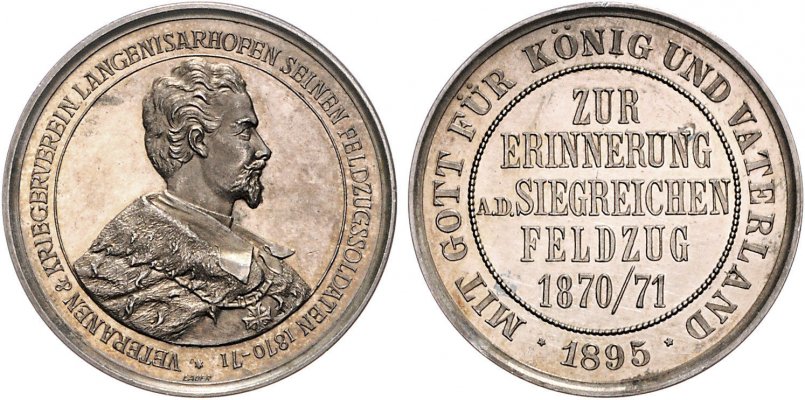 VETERANEN & KRIEGERVEREIN LANGENISARHOFEN SEINEN FELDZUGSSOLDATEN 1870-71
LAUER
MIT GOTT FÜR KÖNIG UND VATERLAND
ZUR
ERINNERUNG
A.D. SIEGREICHEN
FELDZUG
1870/71
* 1895 *